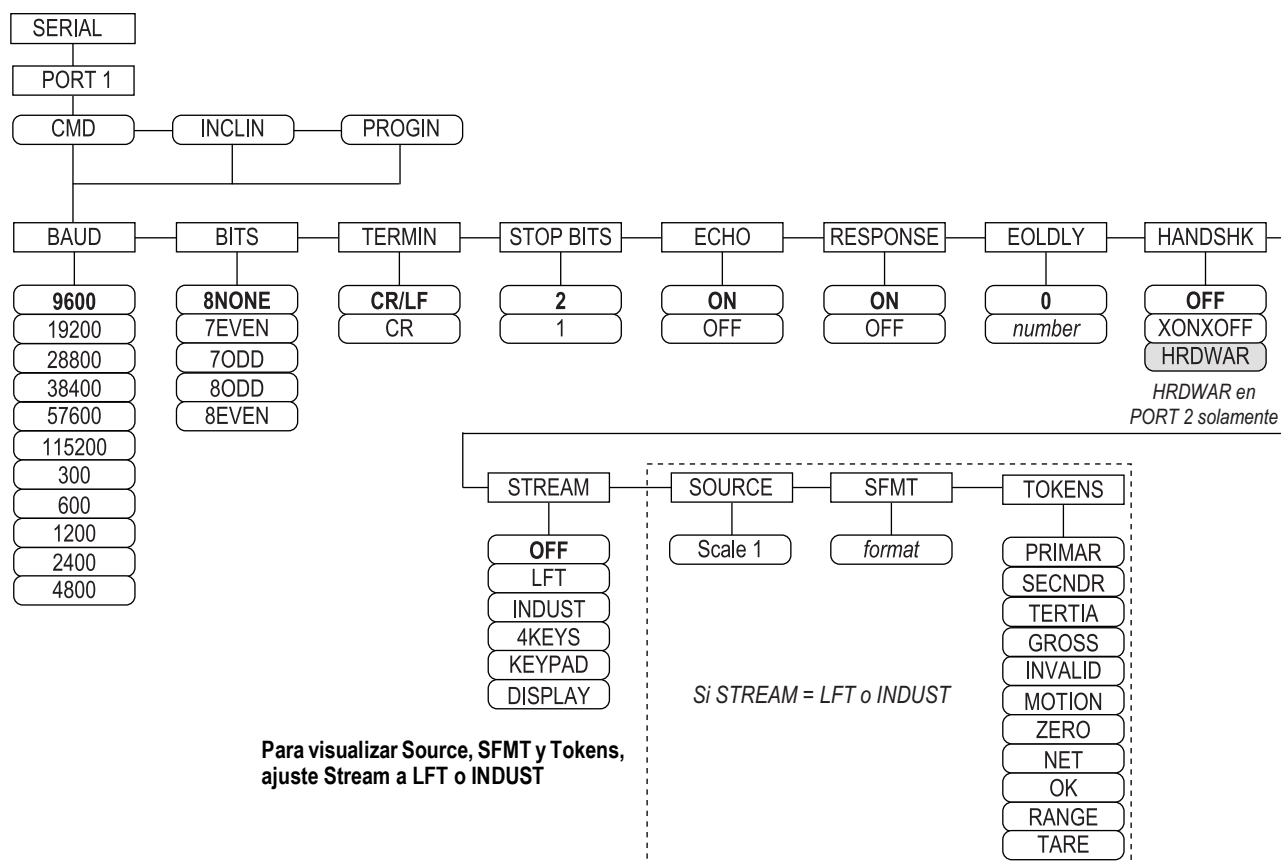 SERIAL
PORT 1
CMD
INCLIN
PROGIN
BAUD
BITS
TERMIN
STOP BITS
ECHO
RESPONSE
EOLDLY
HANDSHK
9600
19200
28800
38400
57600
115200
300
600
1200
2400
4800
8NONE
7EVEN
7ODD
8ODD
8EVEN
CR/LF
CR
2
1
ON
OFF
ON
OFF
0
number
OFF
XONXOFF
HRDWAR
HRDWAR en
PORT 2 solamente
STREAM
SOURCE
SFMT
TOKENS
OFF
LFT
INDUST
4KEYS
KEYPAD
DISPLAY
Scale 1
format
PRIMAR
SECNDR
TERTIA
GROSS
INVALID
MOTION
ZERO
NET
OK
RANGE
TARE
Si STREAM = LFT o INDUST
Para visualizar Source, SFMT y Tokens,
ajuste Stream a LFT o INDUST